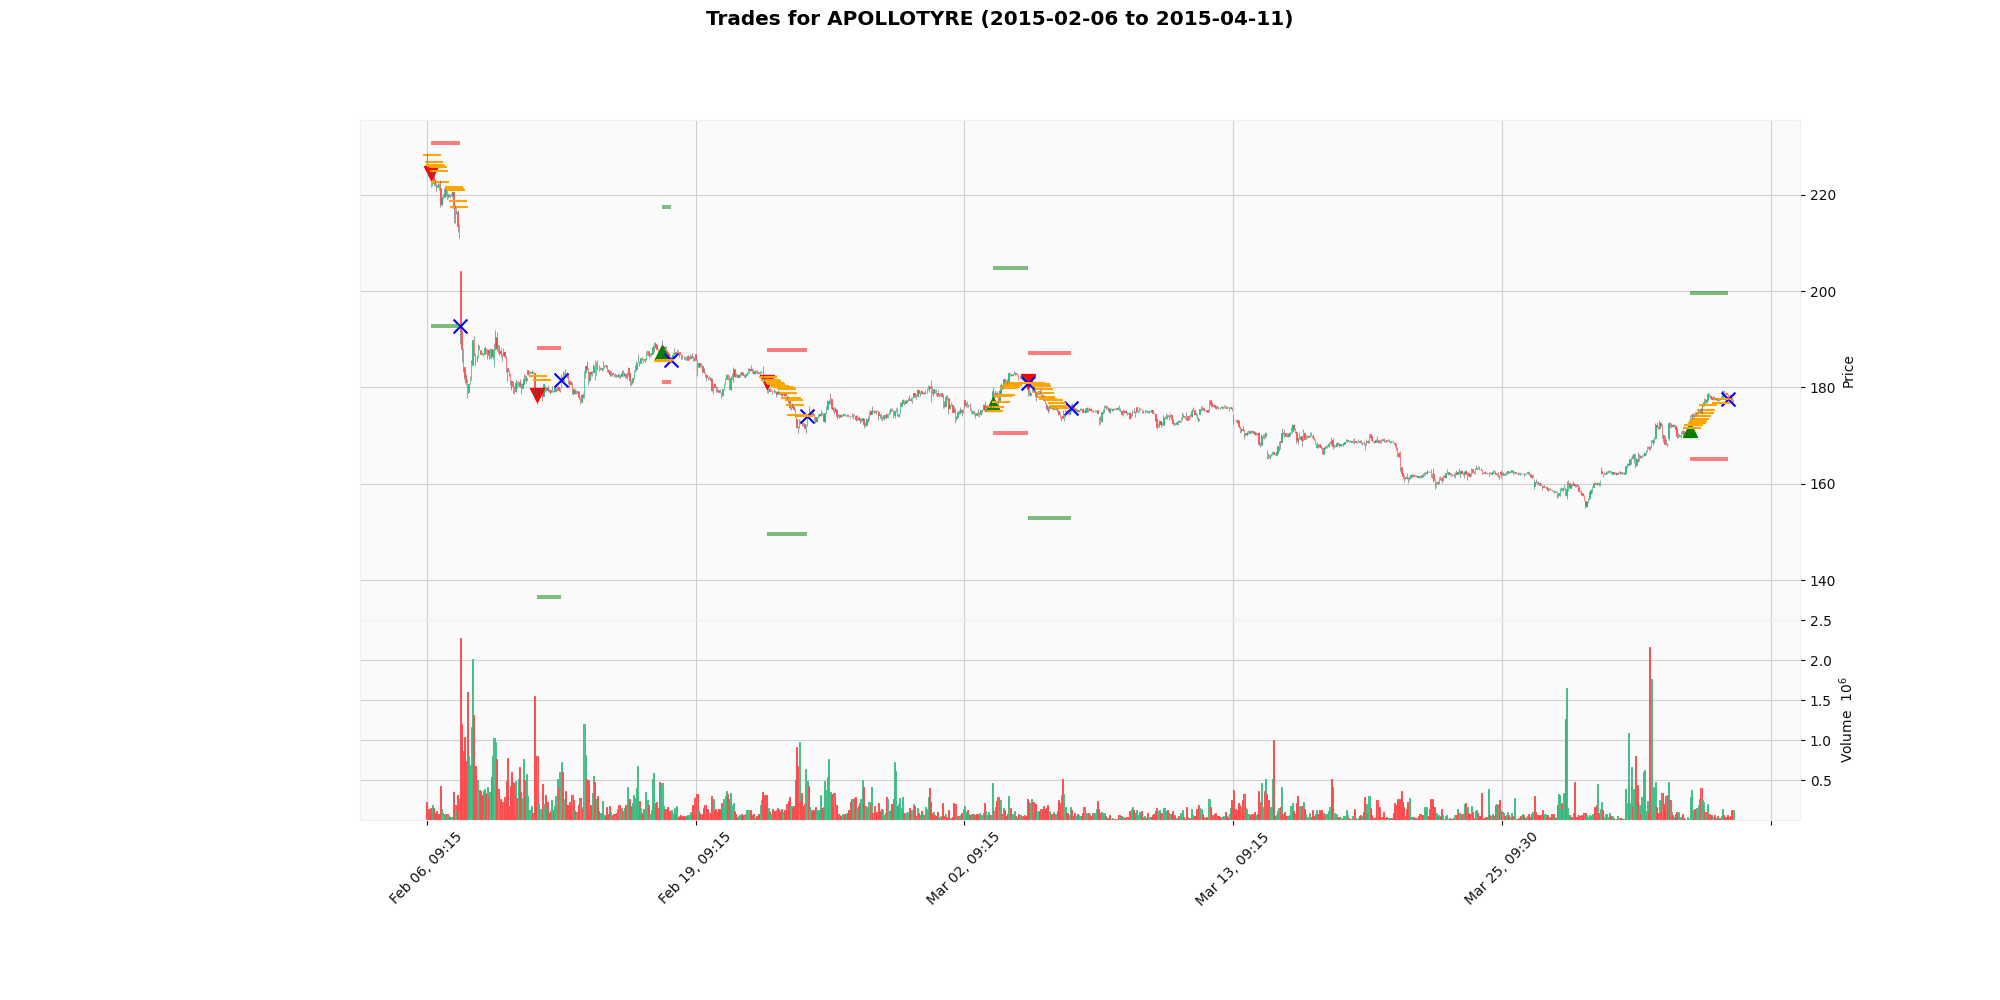 Trades for APOLLOTYRE (2015-02-06 to 2015-04-11)
220
200
180
160
140
Price
2.5
2.0
1.5
1.0
0.5
Volume 10^6
Feb 06, 09:15
Feb 19, 09:15
Mar 02, 09:15
Mar 13, 09:15
Mar 25, 09:30